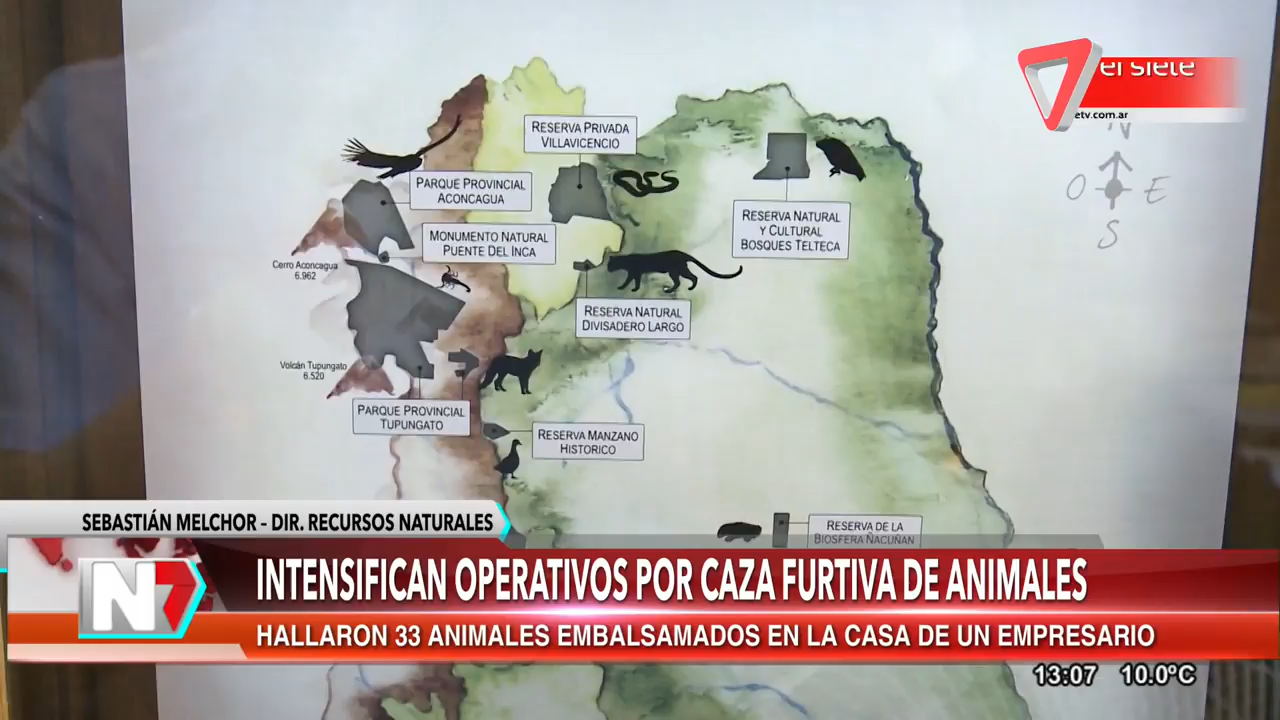 el siete
etv.com.ar
N
O E
S
RESERVA PRIVADA
VILLAVICENCIO
PARQUE PROVINCIAL
ACONCAGUA
MONUMENTO NATURAL
PUENTE DEL INCA
RESERVA NATURAL
Y CULTURAL
BOSQUES TELTECA
Cerro Aconcagua
6.962
RESERVA NATURAL
DIVISADERO LARGO
Volcán Tupungato
6.520
PARQUE PROVINCIAL
TUPUNGATO
RESERVA MANZANO
HISTORICO
RESERVA DE LA
BIOSFERA ÑACUÑAN
SEBASTIÁN MELCHOR - DIR. RECURSOS NATURALES
N7
INTENSIFICAN OPERATIVOS POR CAZA FURTIVA DE ANIMALES
HALLARON 33 ANIMALES EMBALSAMADOS EN LA CASA DE UN EMPRESARIO
13:07 10.0°C